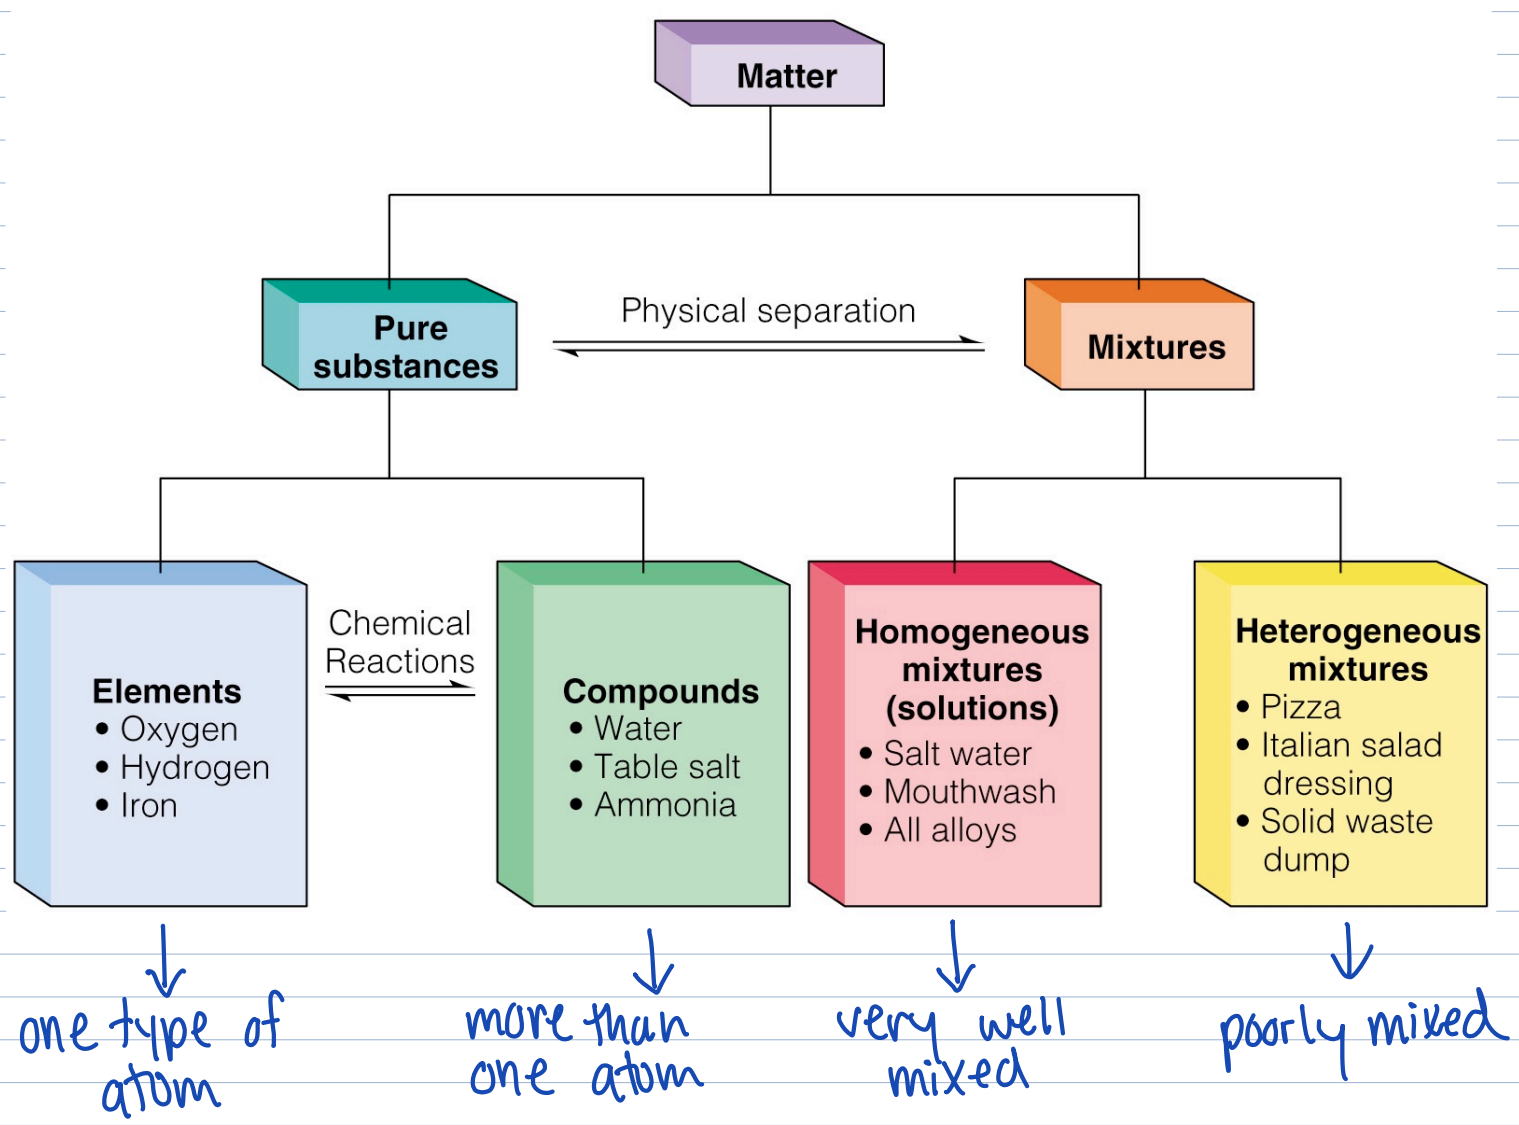 Matter
Pure
substances
Physical separation
Mixtures
Elements
• Oxygen
• Hydrogen
• Iron
Chemical
Reactions
Compounds
• Water
• Table salt
• Ammonia
Homogeneous
mixtures
(solutions)
• Salt water
• Mouthwash
• All alloys
Heterogeneous
mixtures
• Pizza
• Italian salad
dressing
• Solid waste
dump
one type of
atom
more than
one atom
very well
mixed
poorly mixed